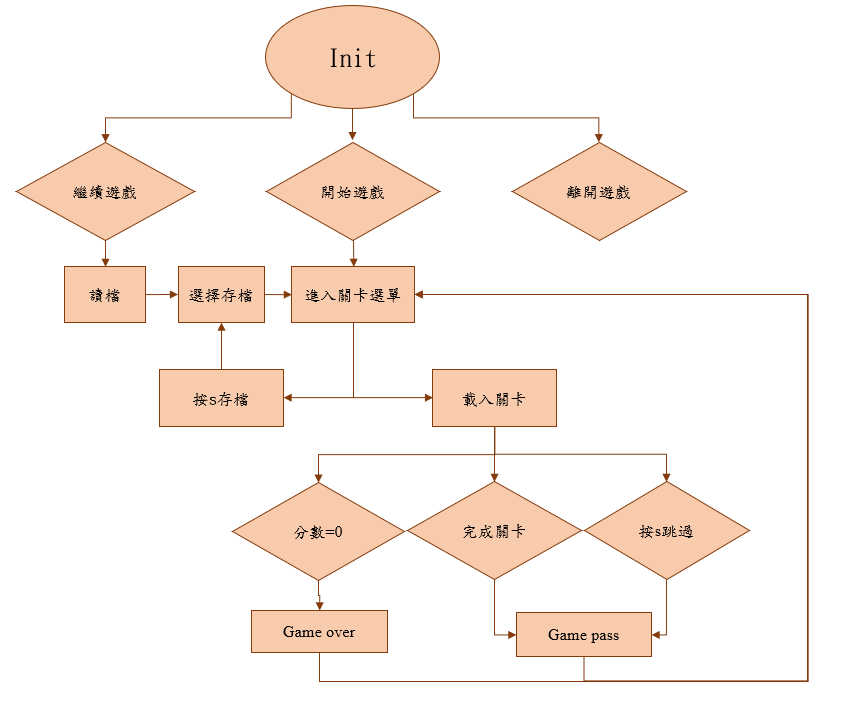 Init
繼續遊戲
開始遊戲
離開遊戲
讀檔
選擇存檔
進入關卡選單
按s存檔
載入關卡
分數=0
完成關卡
按s跳過
Game over
Game pass